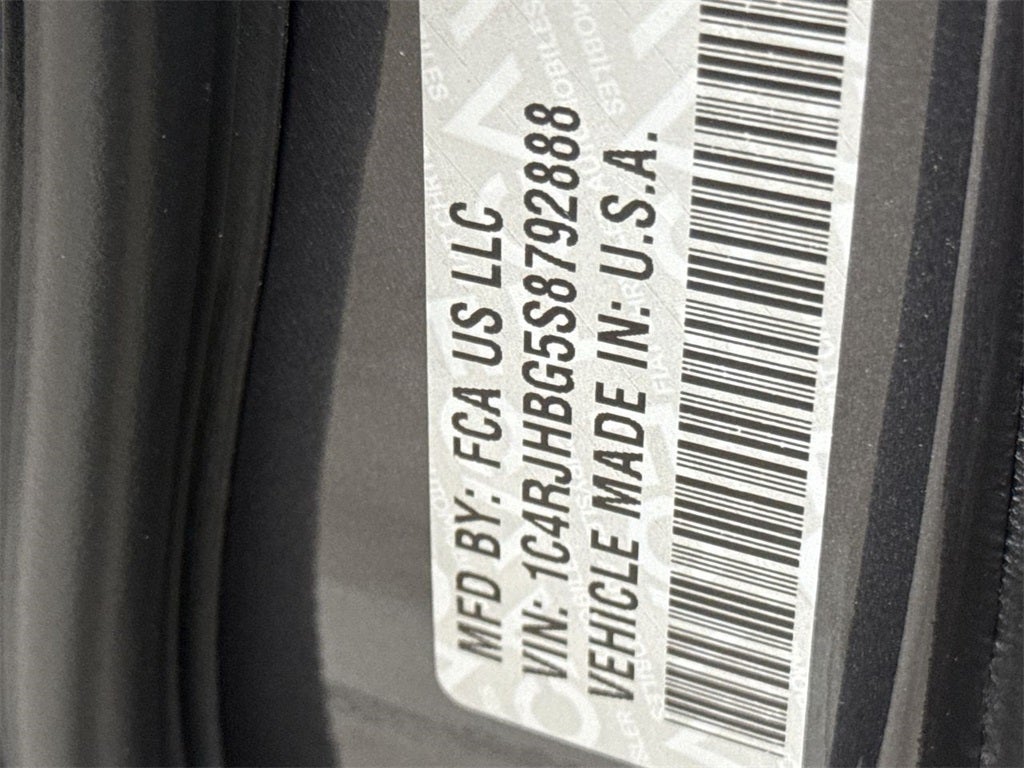 MFD BY: FCA US LLC
VIN: 1C4RJHBG5S8792888
VEHICLE MADE IN: U.S.A.